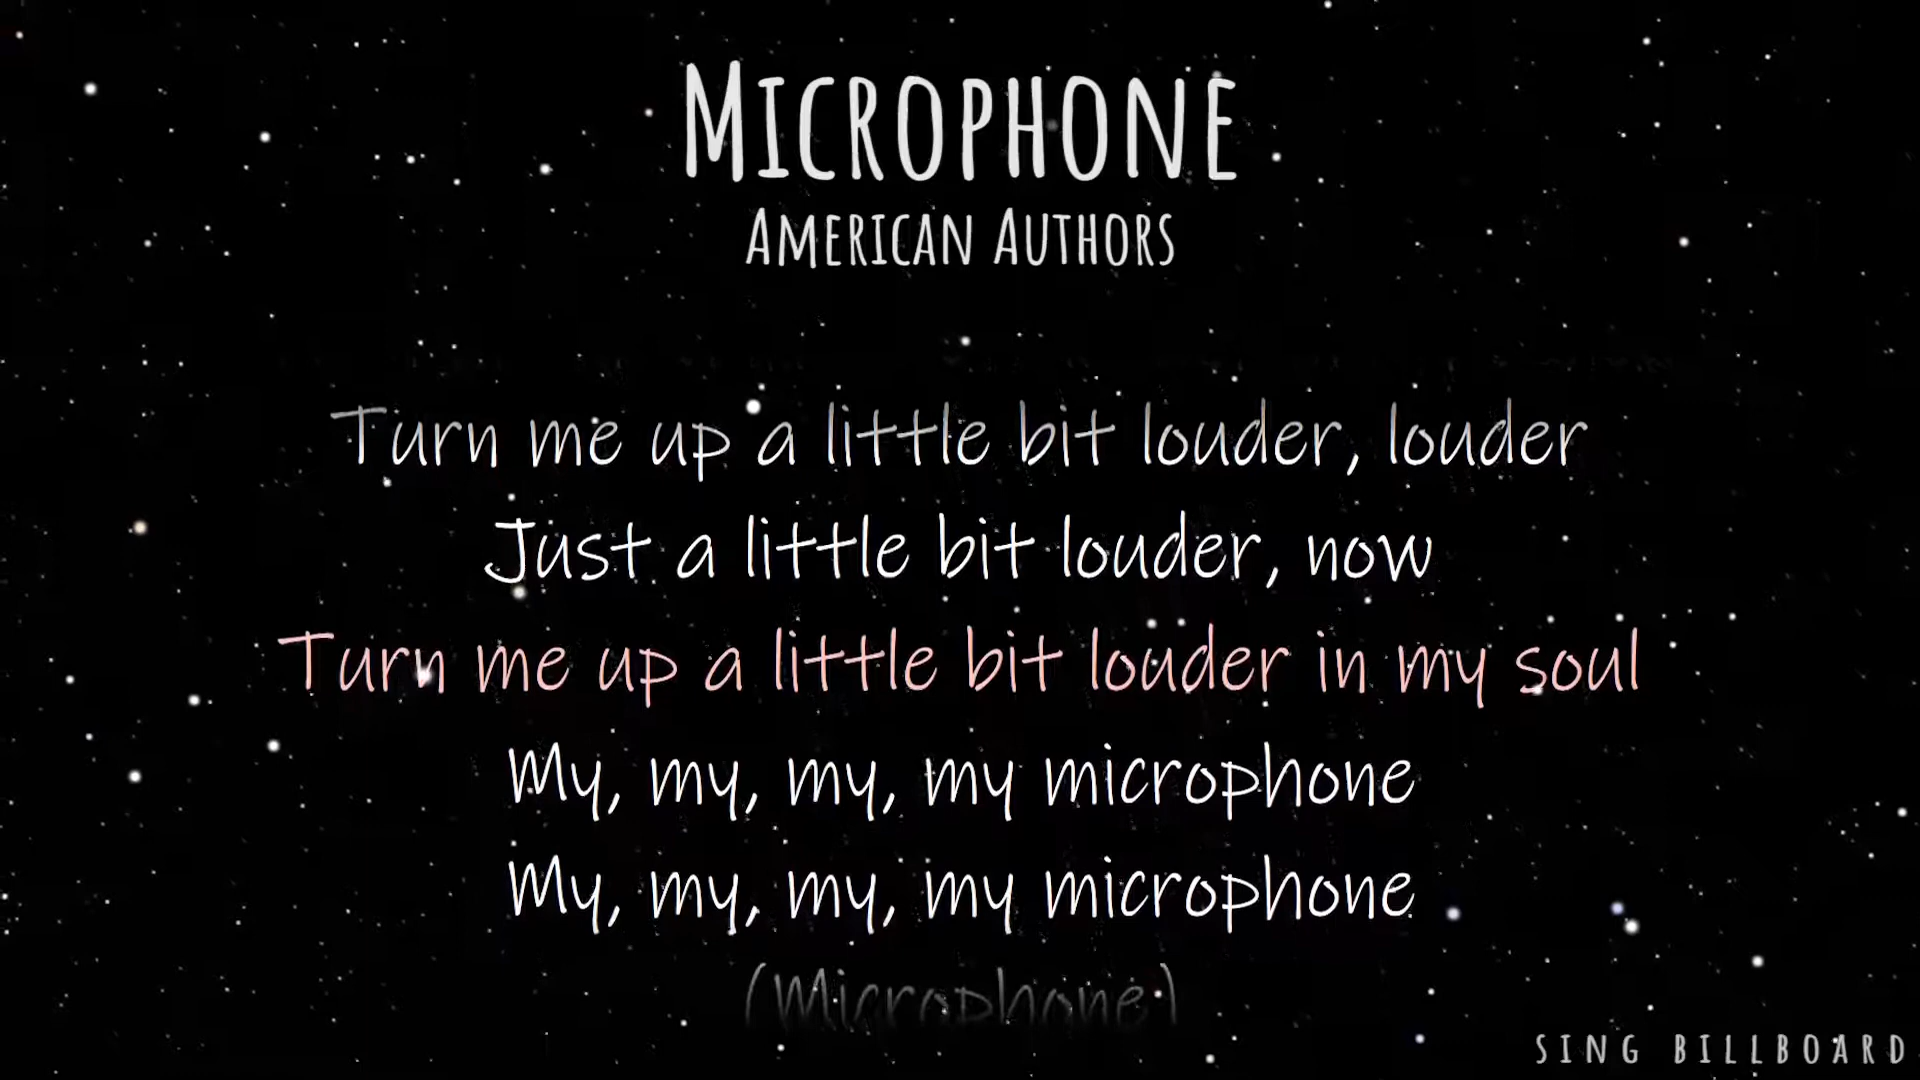 MICROPHONE
AMERICAN AUTHORS
Turn me up a little bit louder, louder
Just a little bit louder, now
Turn me up a little bit louder in my soul
My, my, my, my microphone
My, my, my, my microphone
(Microphone)
SING BILLBOARD